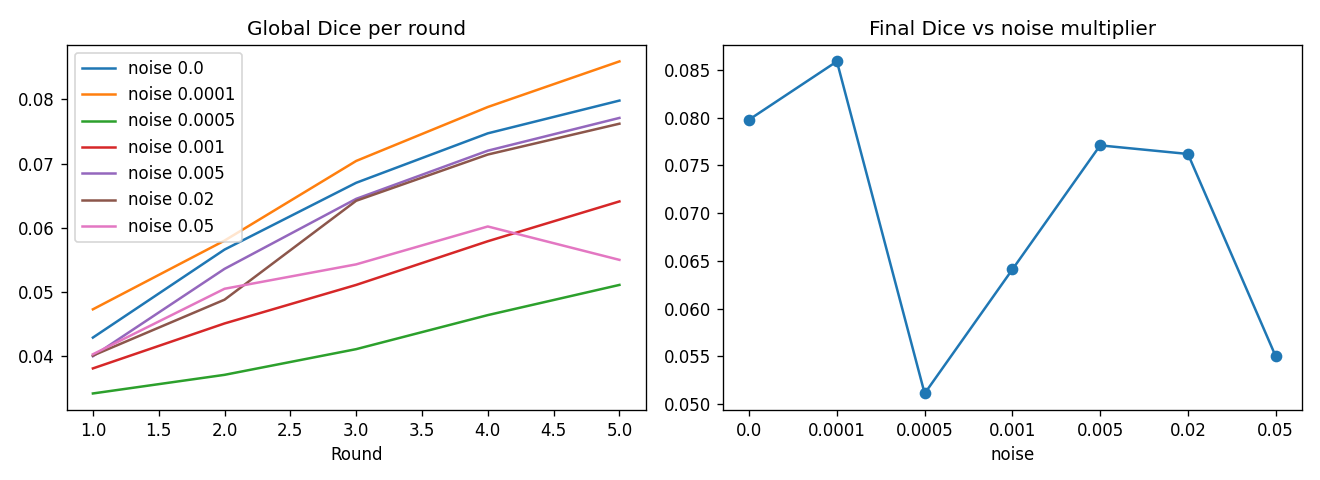 Global Dice per round
noise 0.0
noise 0.0001
noise 0.0005
noise 0.001
noise 0.005
noise 0.02
noise 0.05
0.08
0.07
0.06
0.05
0.04
1.0 1.5 2.0 2.5 3.0 3.5 4.0 4.5 5.0
Round
Final Dice vs noise multiplier
0.085
0.080
0.075
0.070
0.065
0.060
0.055
0.050
0.0 0.0001 0.0005 0.001 0.005 0.02 0.05
noise